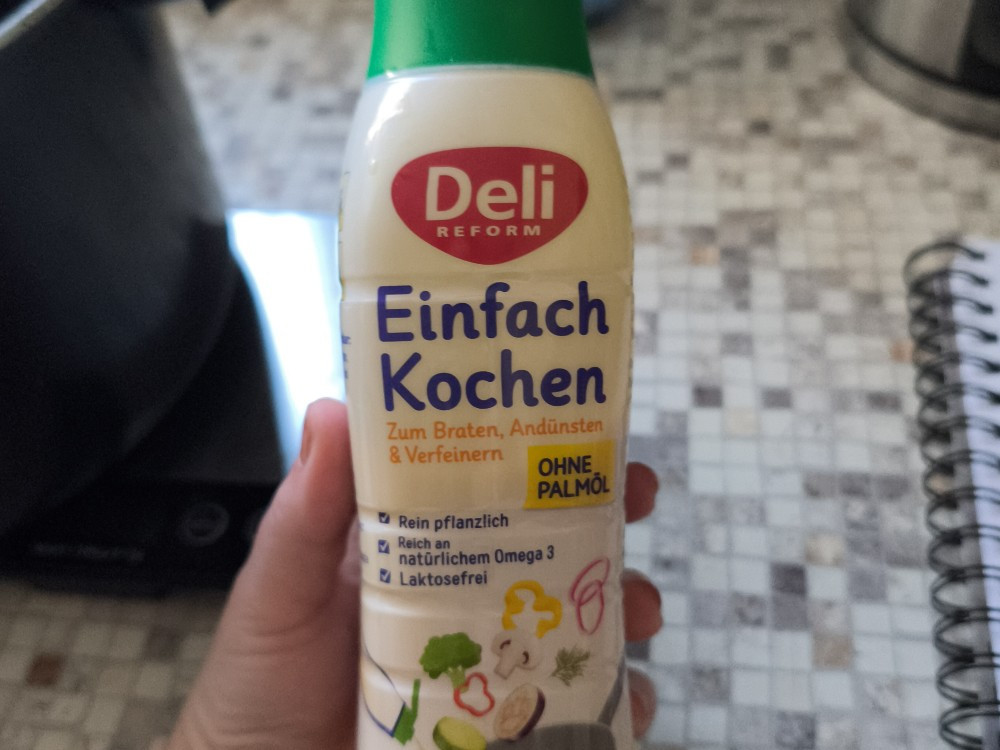 Deli
REFORM
Einfach
Kochen
Zum Braten, Andünsten
& Verfeinern
OHNE
PALMÖL
Rein pflanzlich
Reich an
natürlichem Omega 3
Laktosefrei